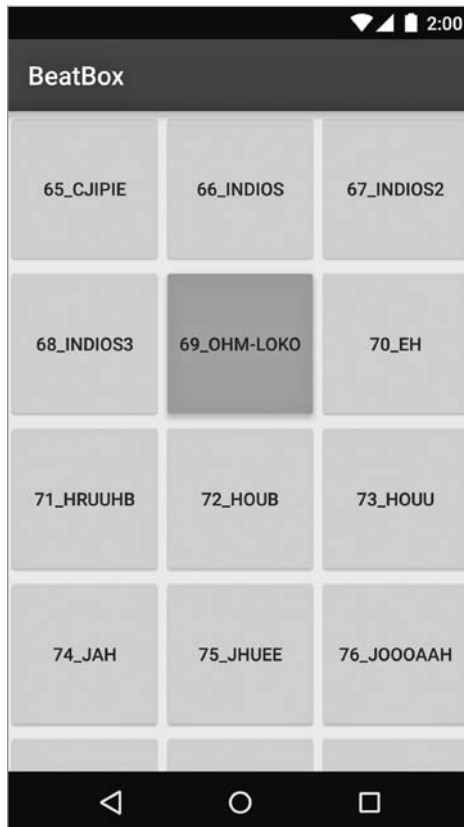 2:00
BeatBox
65_CJIPIE 66_INDIOS 67_INDIOS2
68_INDIOS3 69_OHM-LOKO 70_EH
71_HRUUHB 72_HOUB 73_HOUU
74_JAH 75_JHUEE 76_JOOOAAH